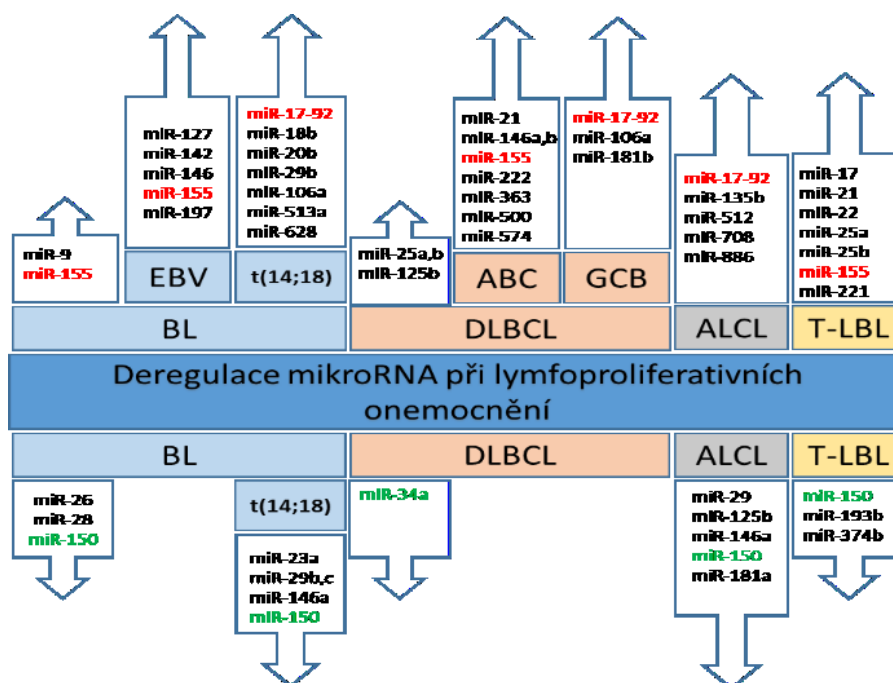 miR-9
miR-155
miR-127
miR-142
miR-146
miR-155
miR-197
EBV
miR-17-92
miR-18b
miR-20b
miR-29b
miR-106a
miR-513a
miR-628
t(14;18)
miR-25a,b
miR-125b
miR-21
miR-146a,b
miR-155
miR-222
miR-363
miR-500
miR-574
ABC
miR-17-92
miR-106a
miR-181b
GCB
miR-17-92
miR-135b
miR-512
miR-708
miR-886
miR-17
miR-21
miR-22
miR-25a
miR-25b
miR-155
miR-221
BL
DLBCL
ALCL
T-LBL
Deregulace mikroRNA při lymfoproliferativních
onemocnění
BL
DLBCL
ALCL
T-LBL
miR-26
miR-28
miR-150
t(14;18)
miR-23a
miR-29b,c
miR-146a
miR-150
miR-34a
miR-29
miR-125b
miR-146a
miR-150
miR-181a
miR-150
miR-193b
miR-374b